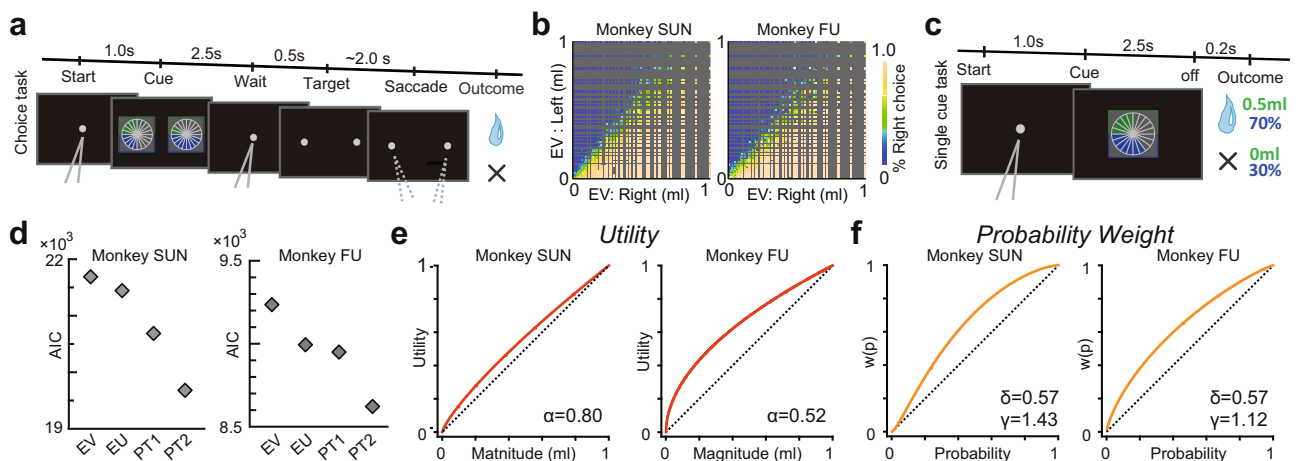 a
Choice task
1.0s 2.5s 0.5s ~2.0 s
Start Cue Wait Target Saccade Outcome
b
Monkey SUN Monkey FU
EV : Left (ml)
1 0
0 EV: Right (ml) 1
0 EV: Right (ml) 1
1.0
% Right choice
0
c
Single cue task
1.0s 2.5s 0.2s
Start Cue off Outcome
0.5ml
70%
0ml
30%
d
×10³
Monkey SUN
22
AIC
19
EV EU PT1 PT2
×10³
Monkey FU
9.5
AIC
8.5
EV EU PT1 PT2
e
Utility
Monkey SUN
1
Utility
0
α=0.80
0 Matnitude (ml) 1
Monkey FU
1
Utility
0
α=0.52
0 Magnitude (ml) 1
f
Probability Weight
Monkey SUN
1
w(p)
0
δ=0.57
γ=1.43
0 Probability 1
Monkey FU
1
w(p)
0
δ=0.57
γ=1.12
0 Probability 1